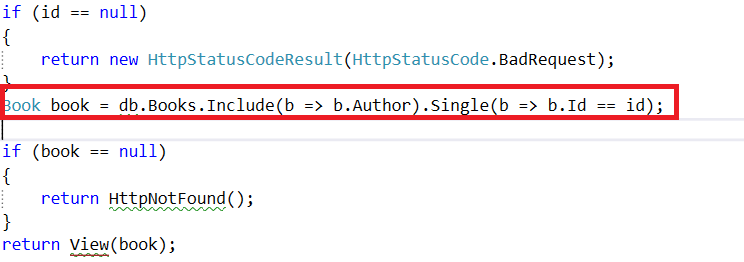 if (id == null)
{
return new HttpStatusCodeResult(HttpStatusCode.BadRequest);
}
Book book = db.Books.Include(b => b.Author).Single(b => b.Id == id);
if (book == null)
{
return HttpNotFound();
}
return View(book);